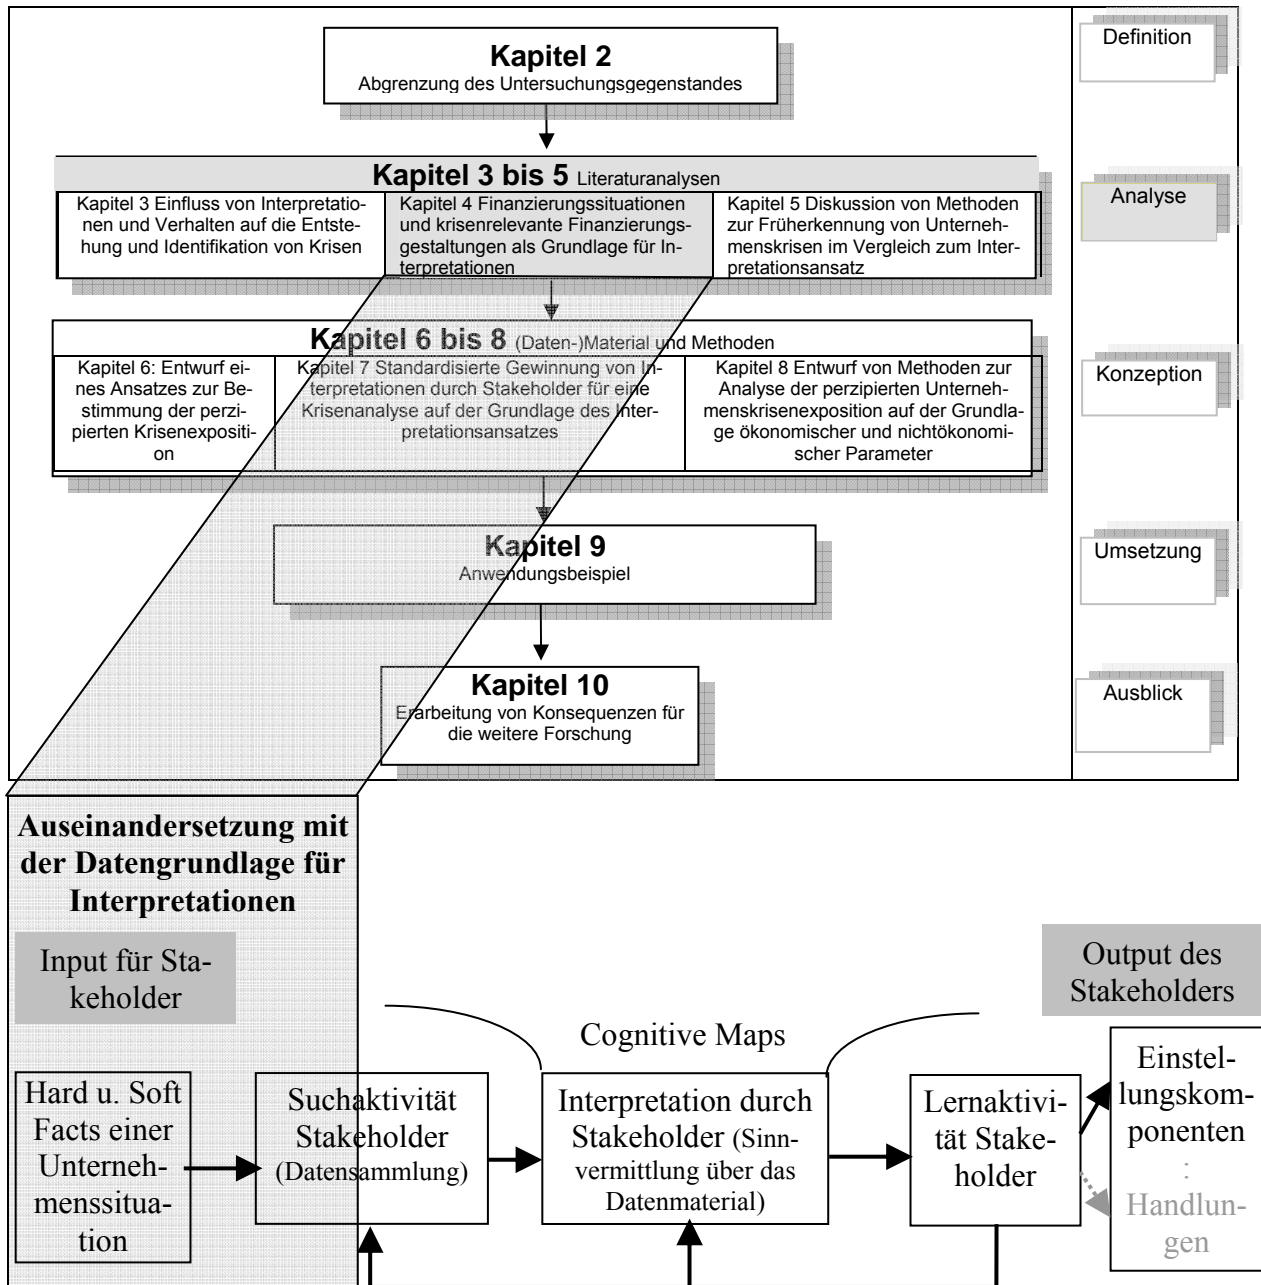 Kapitel 2
Abgrenzung des Untersuchungsgegenstandes
Definition
Kapitel 3 bis 5 Literaturanalysen
Kapitel 3 Einfluss von Interpretatio-
nen und Verhalten auf die Entste-
hung und Identifikation von Krisen
Kapitel 4 Finanzierungssituationen
und krisenrelevante Finanzierungs-
gestaltungen als Grundlage für In-
terpretationen
Kapitel 5 Diskussion von Methoden
zur Früherkennung von Unterneh-
menskrisen im Vergleich zum Inter-
pretationsansatz
Analyse
Kapitel 6 bis 8 (Daten-)Material und Methoden
Kapitel 6: Entwurf ei-
nes Ansatzes zur Be-
stimmung der perzi-
pierten Krisenexpositi-
on
Kapitel 7 Standardisierte Gewinnung von In-
terpretationen durch Stakeholder für eine
Krisenanalyse auf der Grundlage des Inter-
pretationsansatzes
Kapitel 8 Entwurf von Methoden zur
Analyse der perzipierten Unterneh-
menskrisenexposition auf der Grundla-
ge ökonomischer und nichtökonomi-
scher Parameter
Konzeption
Kapitel 9
Anwendungsbeispiel
Umsetzung
Kapitel 10
Erarbeitung von Konsequenzen für
die weitere Forschung
Ausblick
Auseinandersetzung mit
der Datengrundlage für
Interpretationen
Input für Sta-
keholder
Output des
Stakeholders
Cognitive Maps
Hard u. Soft
Facts einer
Unterneh-
menssitua-
tion
Suchaktivität
Stakeholder
(Datensammlung)
Interpretation durch
Stakeholder (Sinn-
vermittlung über das
Datenmaterial)
Lernaktivi-
tät Stake-
holder
Einstel-
lungskom-
ponenten
:
Handlun-
gen